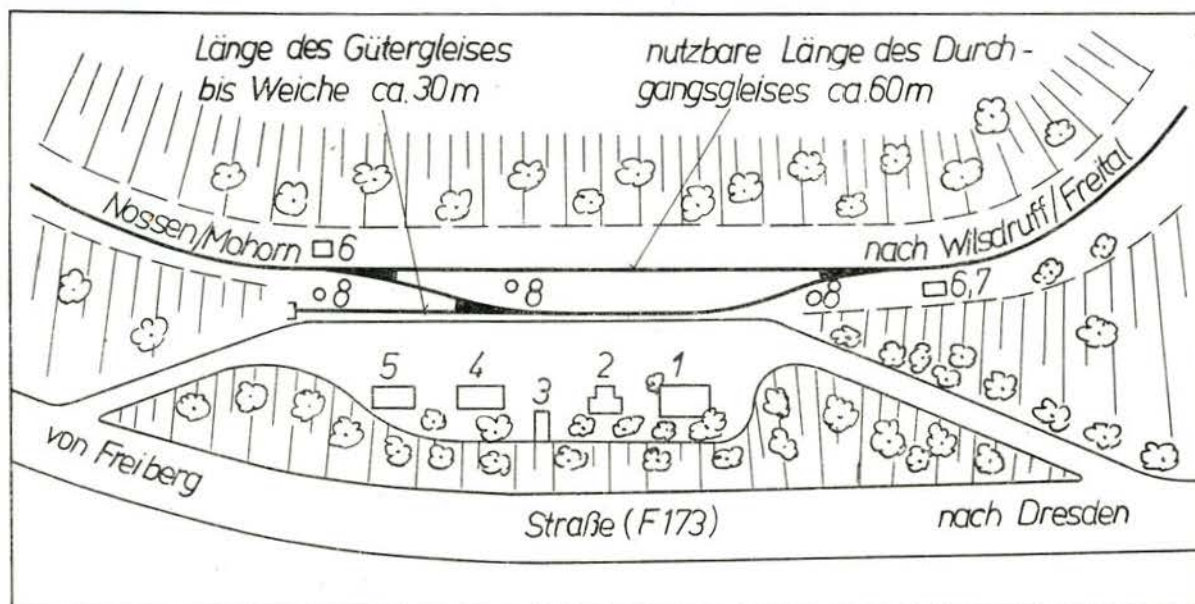 Länge des Gütergleises
bis Weiche ca. 30 m
nutzbare Länge des Durch-
gangsgleises ca. 60 m
Nossen/Mohorn
6
nach Wilsdruff/Freital
8
8
8
6,7
5
4
3
2
1
von Freiberg
Straße (F 173)
nach Dresden